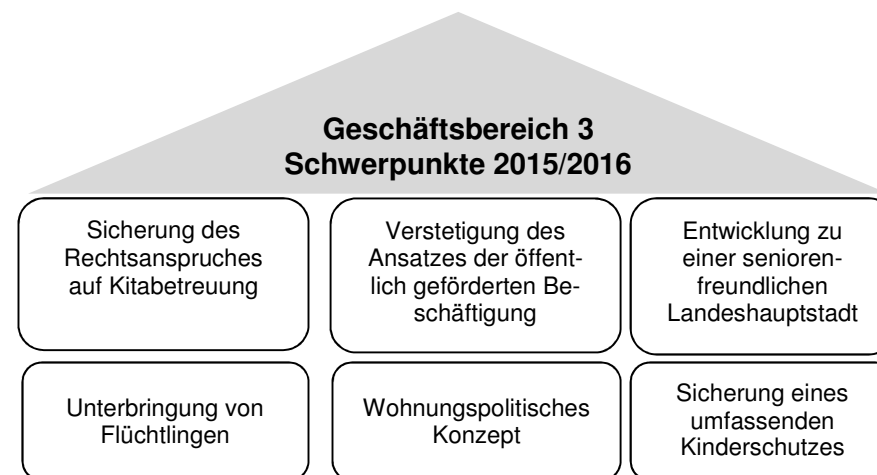 Geschäftsbereich 3
Schwerpunkte 2015/2016
Sicherung des
Rechtsanspruches
auf Kitabetreuung
Verstetigung des
Ansatzes der öffent-
lich geförderten Be-
schäftigung
Entwicklung zu
einer senioren-
freundlichen
Landeshauptstadt
Unterbringung von
Flüchtlingen
Wohnungspolitisches
Konzept
Sicherung eines
umfassenden
Kinderschutzes